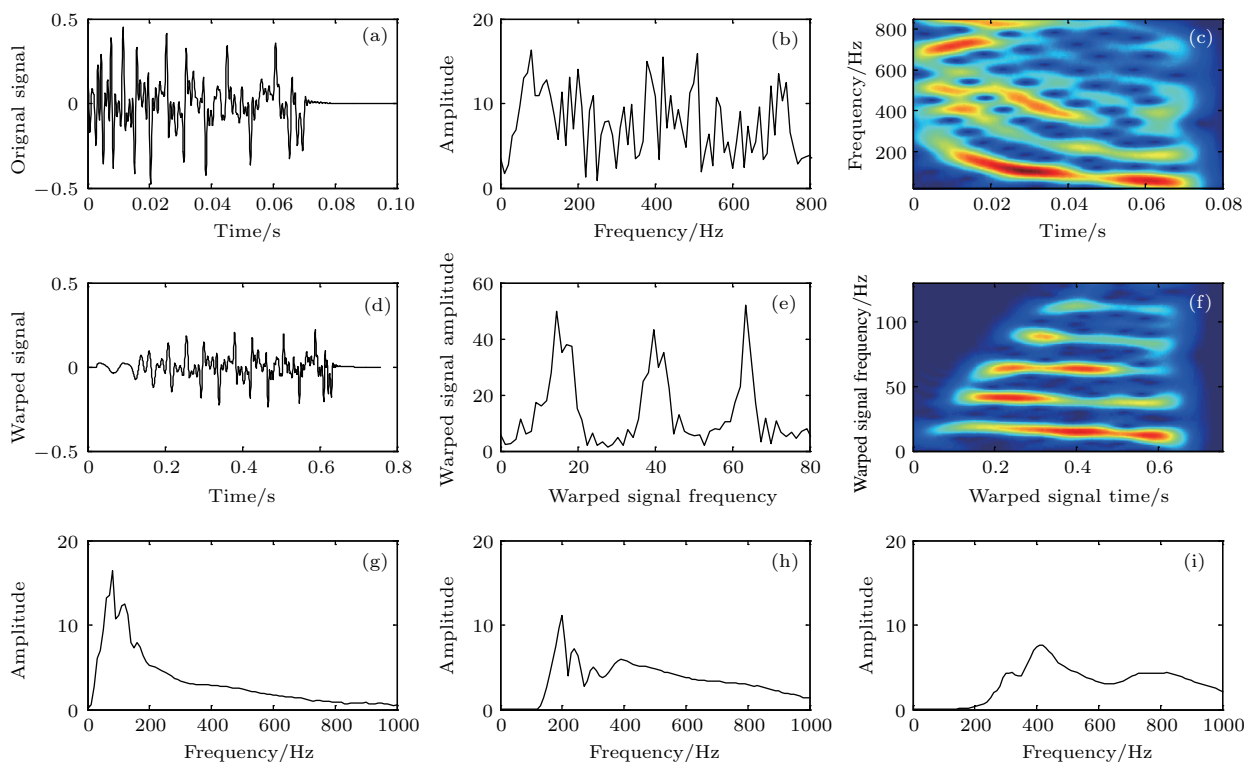 Orignal signal
0.5
0
−0.5
(a)
0 0.02 0.04 0.06 0.08 0.10
Time/s
Amplitude
20
15
10
5
0
(b)
0 200 400 600 800
Frequency/Hz
Frequency/Hz
800
600
400
200
(c)
0 0.02 0.04 0.06 0.08
Time/s
Warped signal
0.5
0
−0.5
(d)
0 0.2 0.4 0.6 0.8
Time/s
Warped signal amplitude
60
40
20
0
(e)
0 20 40 60 80
Warped signal frequency
Warped signal frequency/Hz
100
50
0
(f)
0 0.2 0.4 0.6
Warped signal time/s
Amplitude
20
10
0
(g)
0 200 400 600 800 1000
Frequency/Hz
Amplitude
20
10
0
(h)
0 200 400 600 800 1000
Frequency/Hz
Amplitude
20
10
0
(i)
0 200 400 600 800 1000
Frequency/Hz